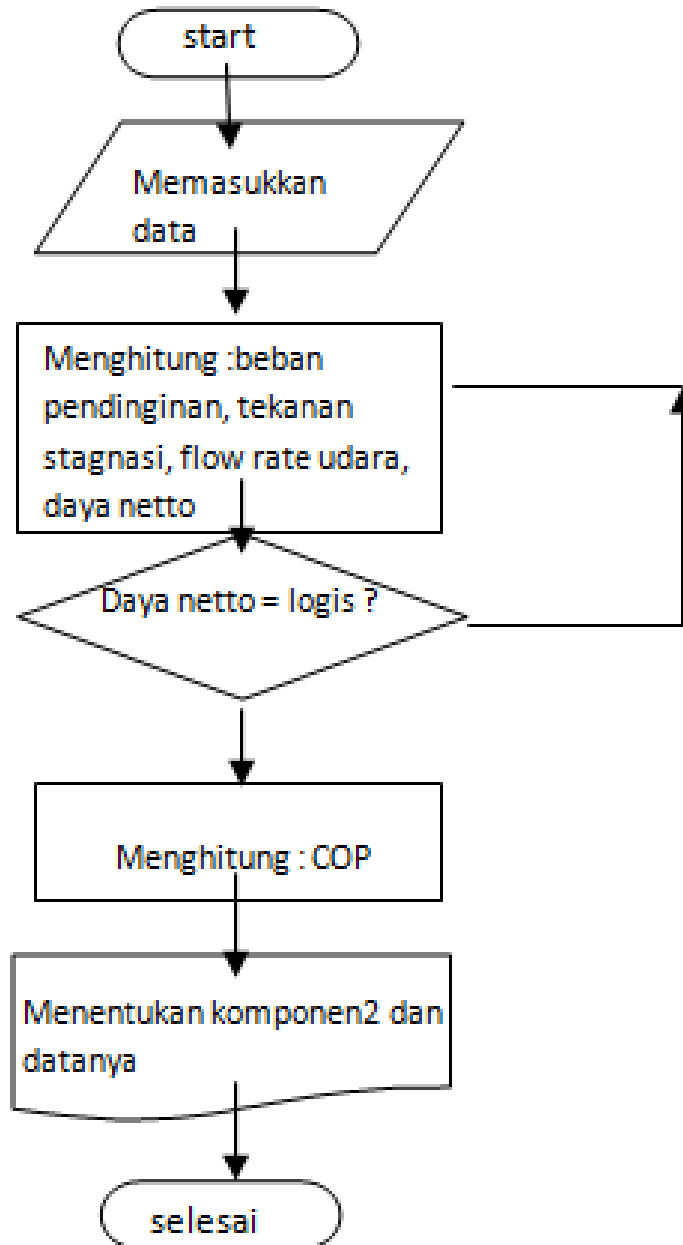 start
Memasukkan
data
Menghitung :beban
pendinginan, tekanan
stagnasi, flow rate udara,
daya netto
Daya netto = logis ?
Menghitung : COP
Menentukan komponen2 dan
datanya
selesai